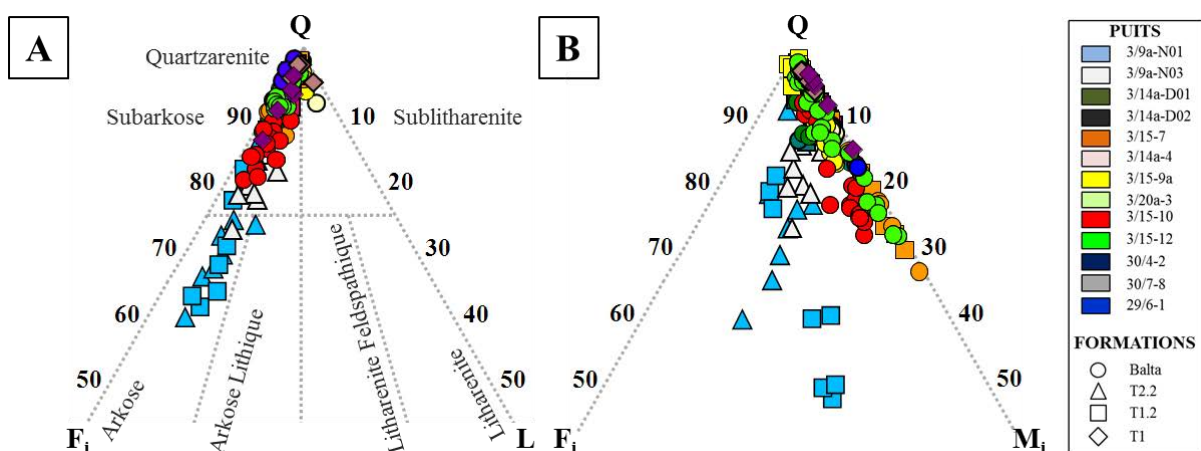 A
Q
Quartzarenite
Subarkose
90
10
Sublitharenite
80
20
70
30
60
40
50
50
Arkose
Arkose Lithique
Litharenite Feldspathique
Litharenite
Fi
L
B
Q
90
10
80
20
70
30
60
40
50
50
Fi
Mi
PUITS
3/9a-N01
3/9a-N03
3/14a-D01
3/14a-D02
3/15-7
3/14a-4
3/15-9a
3/20a-3
3/15-10
3/15-12
30/4-2
30/7-8
29/6-1
FORMATIONS
Balta
T2.2
T1.2
T1